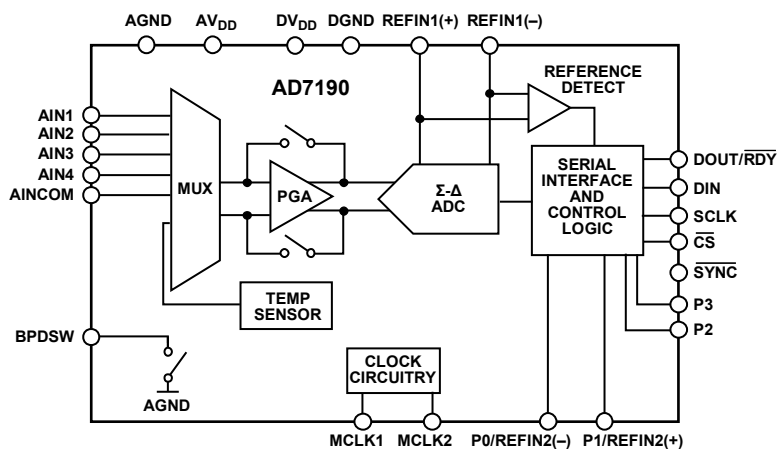 AGND
AVDD
DVDD
DGND
REFIN1(+)
REFIN1(–)
AD7190
REFERENCE
DETECT
AIN1
AIN2
AIN3
AIN4
AINCOM
MUX
PGA
Σ-Δ
ADC
SERIAL
INTERFACE
AND
CONTROL
LOGIC
DOUT/RDY
DIN
SCLK
CS
SYNC
P3
P2
TEMP
SENSOR
BPDSW
AGND
CLOCK
CIRCUITRY
MCLK1
MCLK2
P0/REFIN2(–)
P1/REFIN2(+)